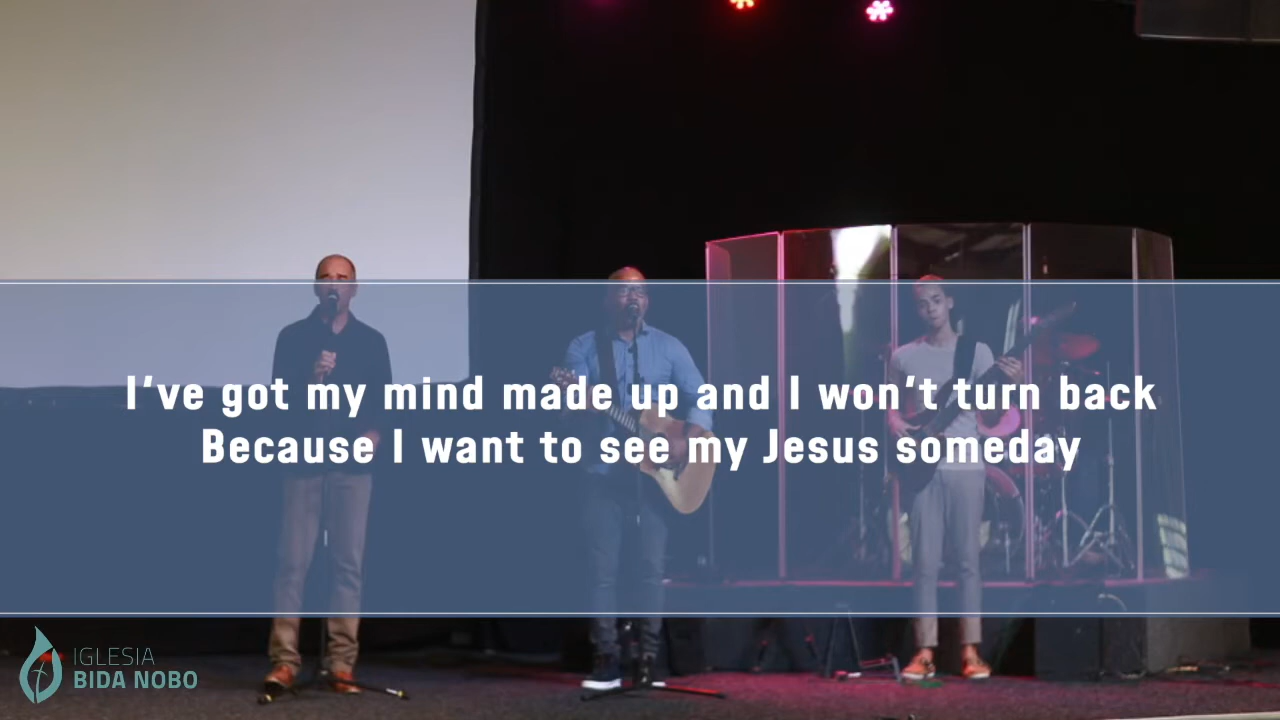 I've got my mind made up and I won't turn back
Because I want to see my Jesus someday
IGLESIA
BIDA NOBO